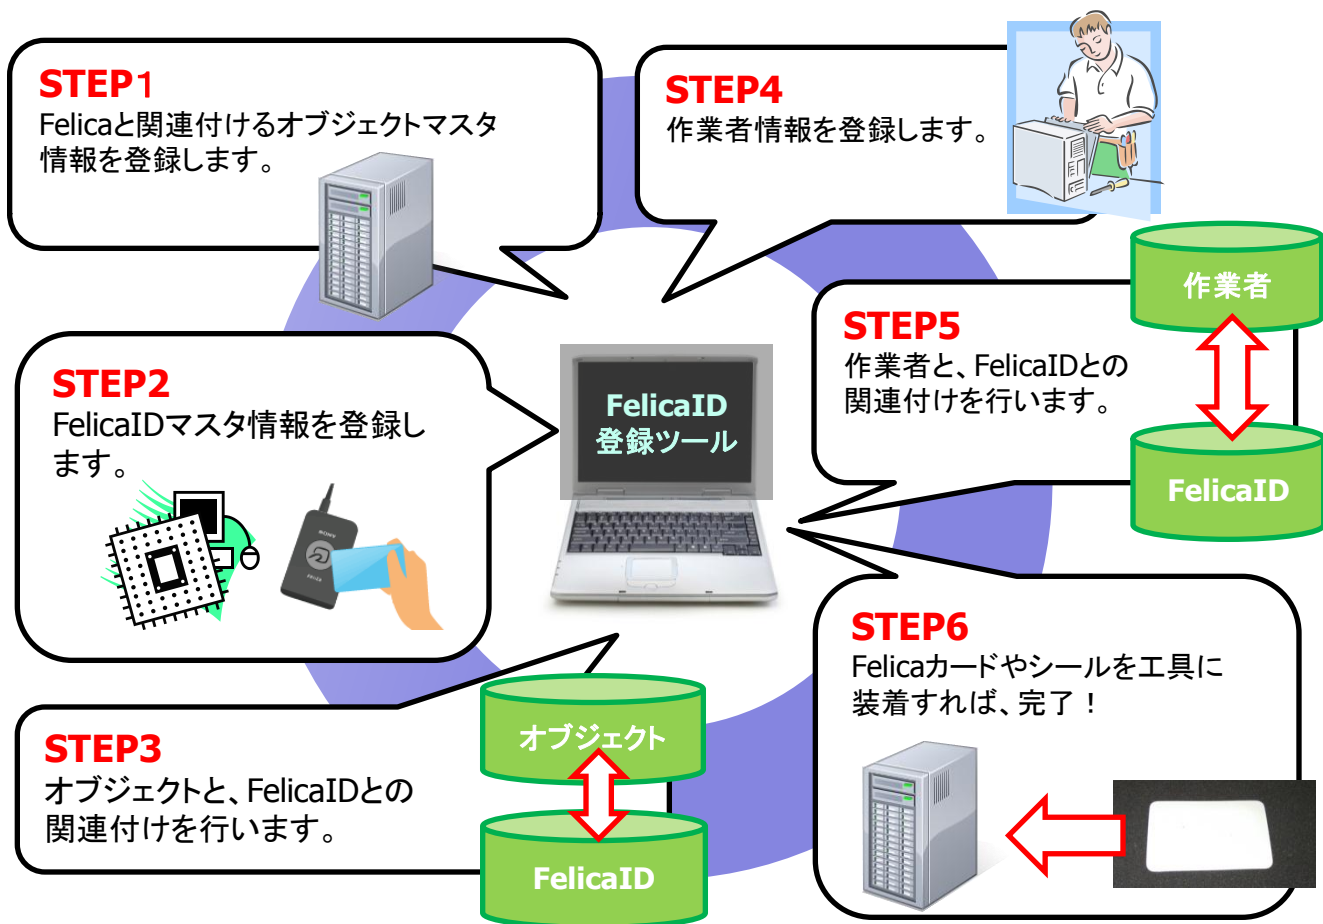 STEP1
Felicaと関連付けるオブジェクトマスタ
情報を登録します。
STEP2
FelicaIDマスタ情報を登録し
ます。
SONY
STEP3
オブジェクトと、FelicaIDとの
関連付けを行います。
オブジェクト
FelicaID
STEP4
作業者情報を登録します。
STEP5
作業者と、FelicaIDとの
関連付けを行います。
作業者
FelicaID
STEP6
Felicaカードやシールを工具に
装着すれば、完了！
FelicaID
登録ツール